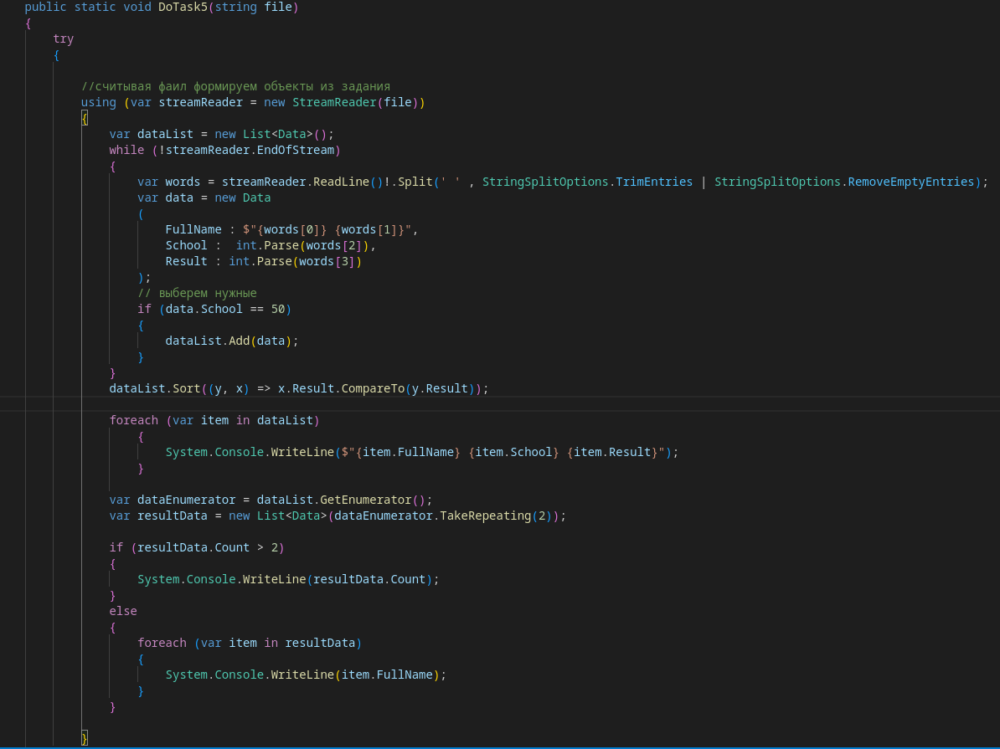 public static void DoTask5(string file)
{
try
{
//считывая фаил формируем объекты из задания
using (var streamReader = new StreamReader(file))
{
var dataList = new List<Data>();
while (!streamReader.EndOfStream)
{
var words = streamReader.ReadLine()!.Split(' ' , StringSplitOptions.TrimEntries | StringSplitOptions.RemoveEmptyEntries);
var data = new Data
(
FullName : $"{words[0]} {words[1]}",
School :  int.Parse(words[2]),
Result : int.Parse(words[3])
);
// выберем нужные
if (data.School == 50)
{
dataList.Add(data);
}
}
dataList.Sort((y, x) => x.Result.CompareTo(y.Result));
foreach (var item in dataList)
{
System.Console.WriteLine($"{item.FullName} {item.School} {item.Result}");
}
var dataEnumerator = dataList.GetEnumerator();
var resultData = new List<Data>(dataEnumerator.TakeRepeating(2));
if (resultData.Count > 2)
{
System.Console.WriteLine(resultData.Count);
}
else
{
foreach (var item in resultData)
{
System.Console.WriteLine(item.FullName);
}
}
}